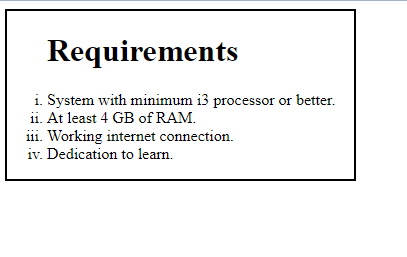 Requirements
i. System with minimum i3 processor or better.
ii. At least 4 GB of RAM.
iii. Working internet connection.
iv. Dedication to learn.